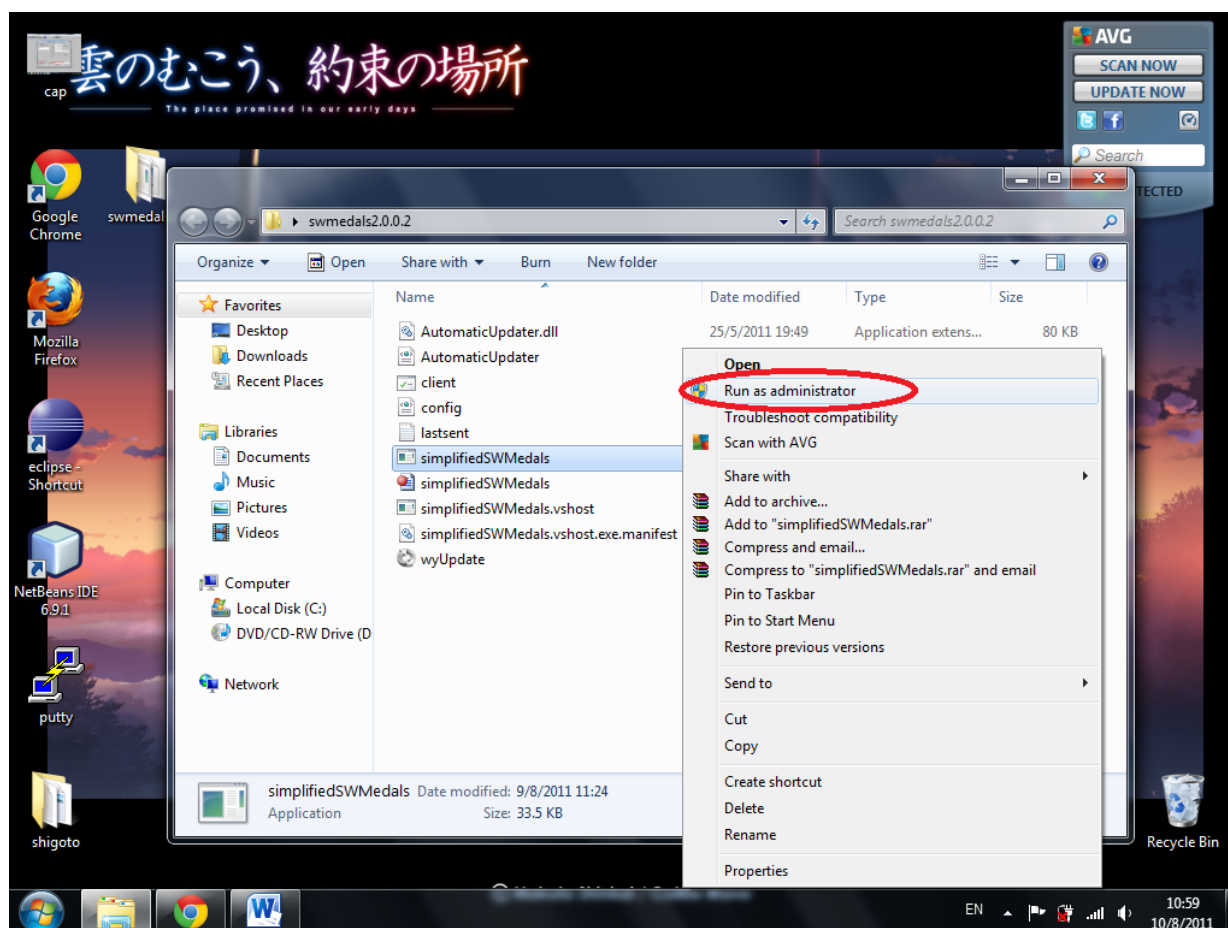 cap
雲のむこう、約束の場所
The place promised in our early days
AVG
SCAN NOW
UPDATE NOW
Search
TECTED
Google Chrome
swmedal
Mozilla Firefox
eclipse - Shortcut
NetBeans IDE 6.9.1
putty
shigoto
Recycle Bin
swmedals2.0.0.2
Search swmedals2.0.0.2
Organize Open Share with Burn New folder
Favorites
Desktop
Downloads
Recent Places
Libraries
Documents
Music
Pictures
Videos
Computer
Local Disk (C:)
DVD/CD-RW Drive (D
Network
Name Date modified Type Size
AutomaticUpdater.dll 25/5/2011 19:49 Application extens... 80 KB
AutomaticUpdater
client
config
lastsent
simplifiedSWMedals
simplifiedSWMedals
simplifiedSWMedals.vshost
simplifiedSWMedals.vshost.exe.manifest
wyUpdate
Open
Run as administrator
Troubleshoot compatibility
Scan with AVG
Share with
Add to archive...
Add to "simplifiedSWMedals.rar"
Compress and email...
Compress to "simplifiedSWMedals.rar" and email
Pin to Taskbar
Pin to Start Menu
Restore previous versions
Send to
Cut
Copy
Create shortcut
Delete
Rename
Properties
simplifiedSWMedals Date modified: 9/8/2011 11:24
Application Size: 33.5 KB
EN
10:59
10/8/2011